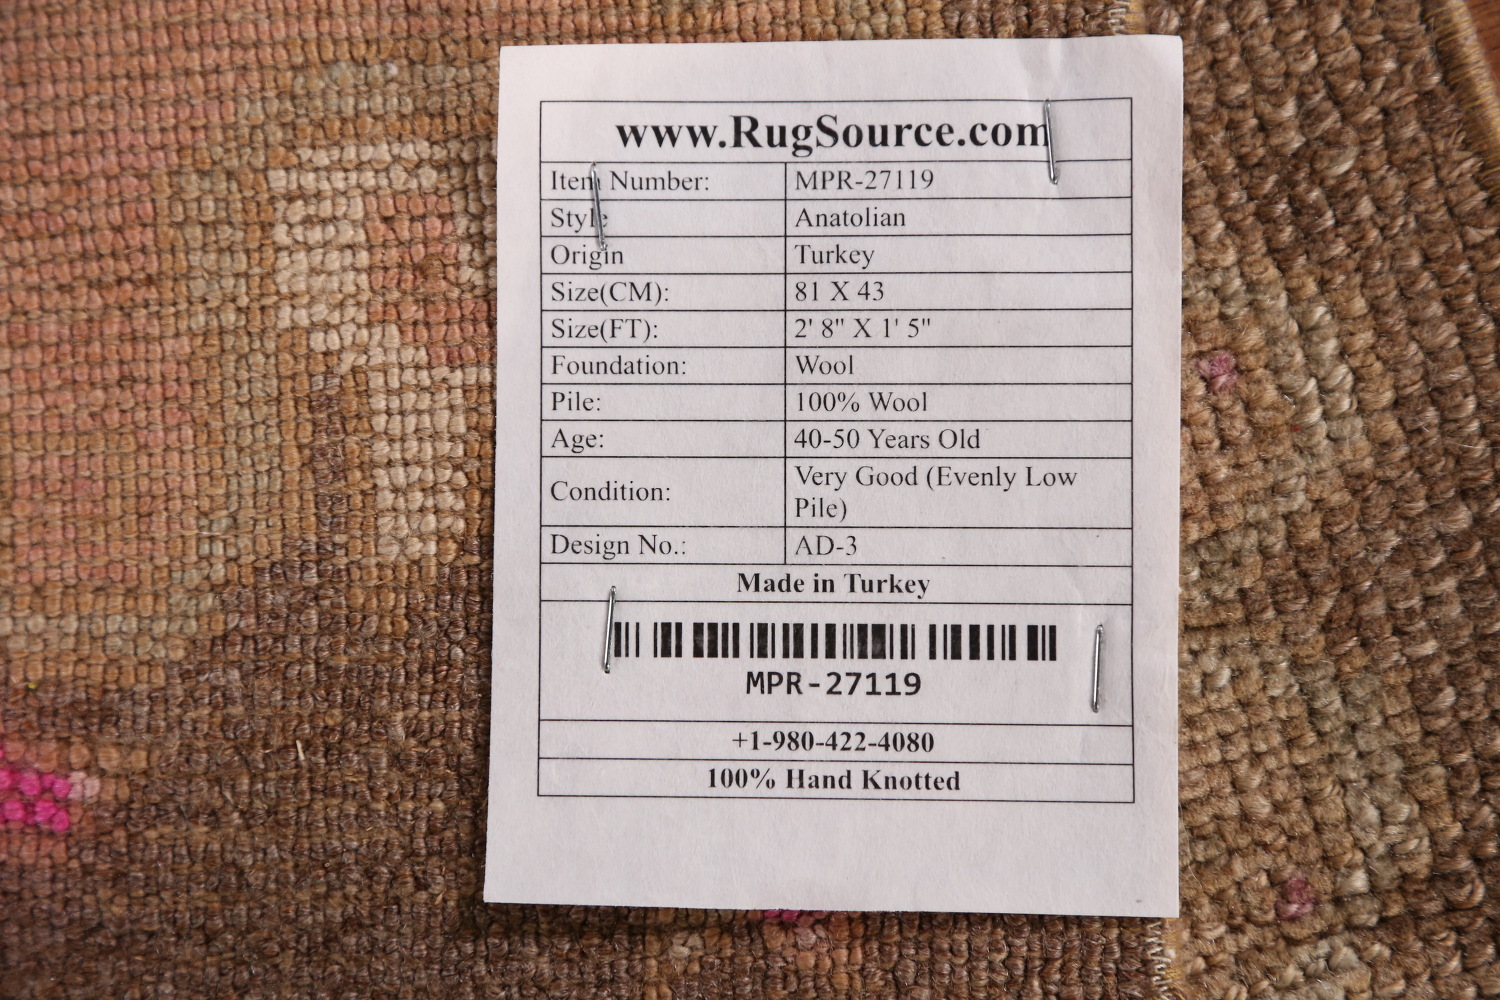 www.RugSource.com
Item Number: MPR-27119
Style Anatolian
Origin Turkey
Size(CM): 81 X 43
Size(FT): 2' 8" X 1' 5"
Foundation: Wool
Pile: 100% Wool
Age: 40-50 Years Old
Condition: Very Good (Evenly Low
Pile)
Design No.: AD-3
Made in Turkey
MPR-27119
+1-980-422-4080
100% Hand Knotted